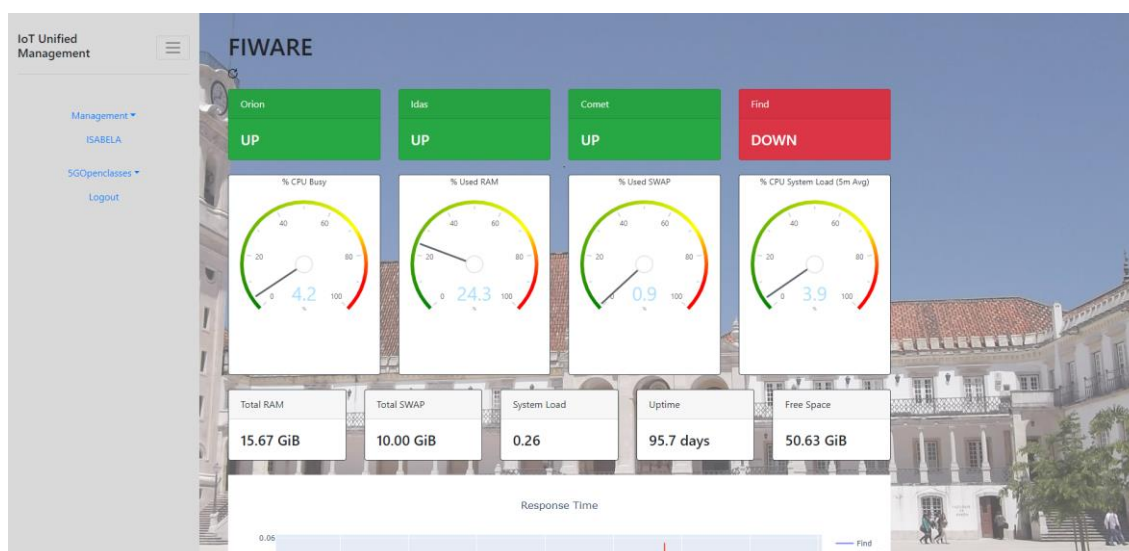 IoT Unified
Management
Management
ISABELA
5GOpenclasses
Logout
FIWARE
Orion
UP
Idas
UP
Comet
UP
Find
DOWN
% CPU Busy
0 20 40 60 80 100
4.2
%
% Used RAM
0 20 40 60 80 100
24.3
%
% Used SWAP
0 20 40 60 80 100
0.9
%
% CPU System Load (5m Avg)
0 20 40 60 80 100
3.9
%
Total RAM
15.67 GiB
Total SWAP
10.00 GiB
System Load
0.26
Uptime
95.7 days
Free Space
50.63 GiB
Response Time
0.06
Find